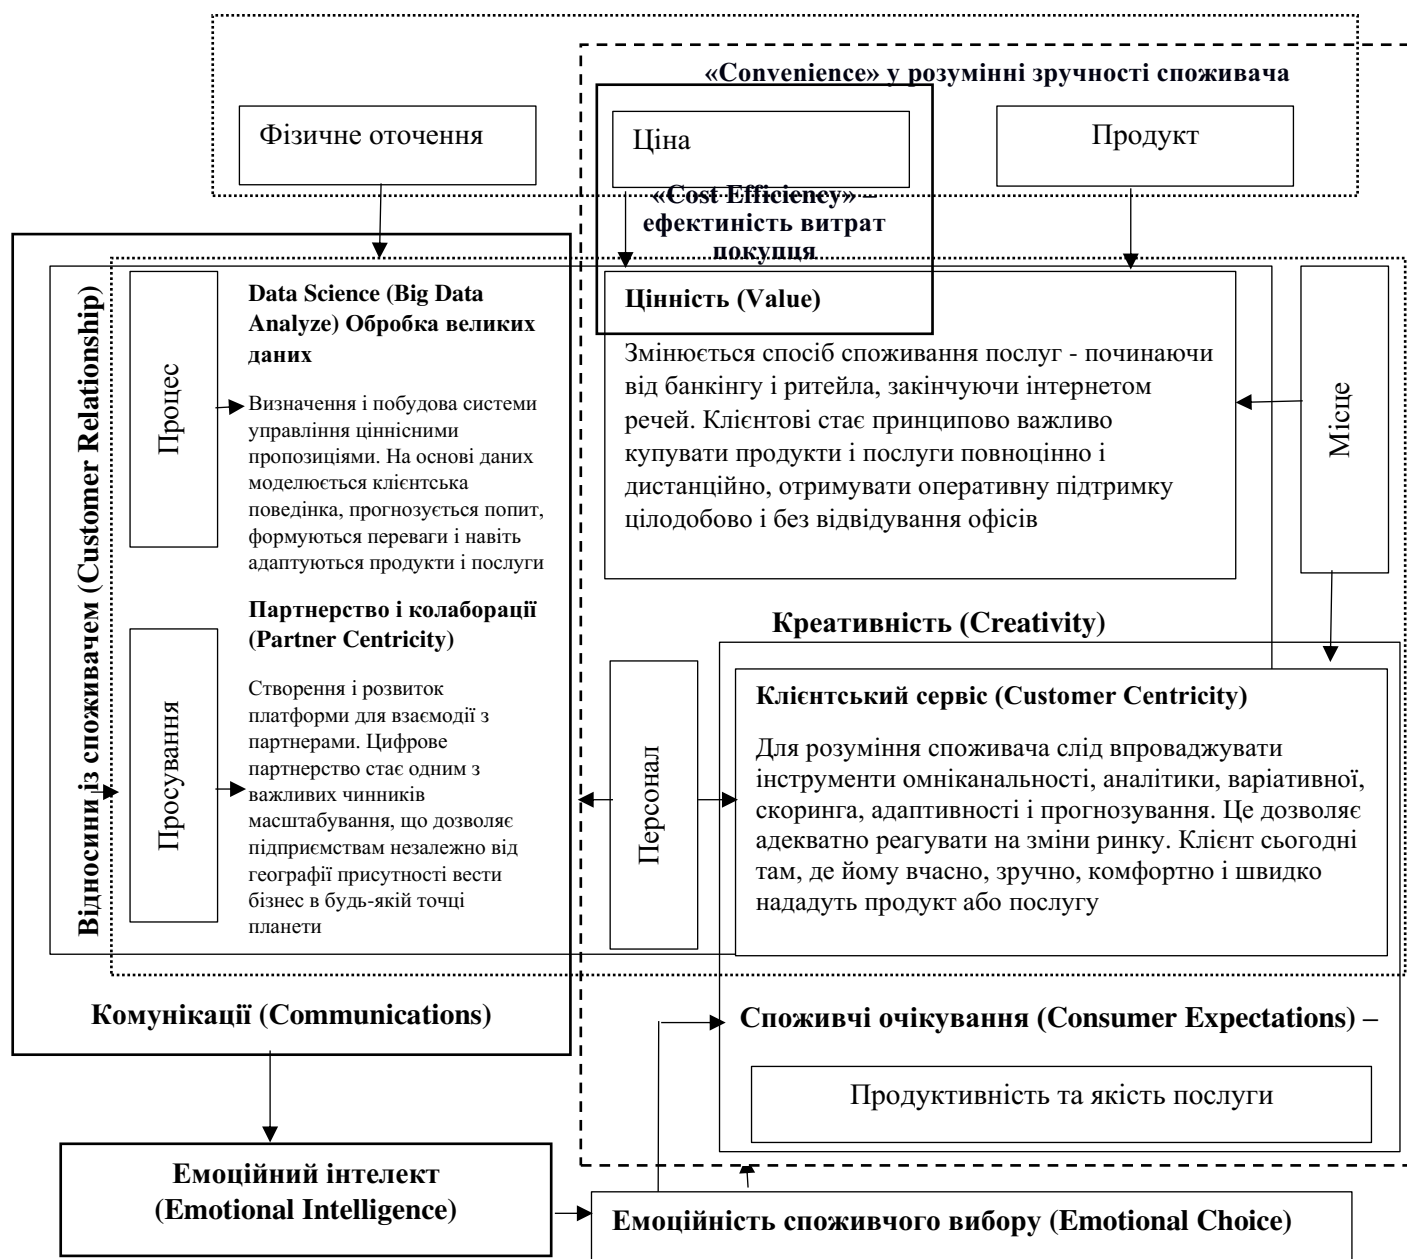 «Convenience» у розумінні зручності споживача
Фізичне оточення
Ціна
Продукт
«Cost Efficiency» –
ефектиність витрат
покупця
Відносини із споживачем (Customer Relationship)
Процес
Data Science (Big Data
Analyze) Обробка великих
даних
Визначення і побудова системи
управління ціннісними
пропозиціями. На основі даних
моделюється клієнтська
поведінка, прогнозується попит,
формуються переваги і навіть
адаптуються продукти і послуги
Цінність (Value)
Змінюється спосіб споживання послуг - починаючи
від банкінгу і ритейла, закінчуючи інтернетом
речей. Клієнтові стає принципово важливо
купувати продукти і послуги повноцінно і
дистанційно, отримувати оперативну підтримку
цілодобово і без відвідування офісів
Місце
Просування
Партнерство і колаборації
(Partner Centricity)
Створення і розвиток
платформи для взаємодії з
партнерами. Цифрове
партнерство стає одним з
важливих чинників
масштабування, що дозволяє
підприємствам незалежно від
географії присутності вести
бізнес в будь-якій точці
планети
Креативність (Creativity)
Персонал
Клієнтський сервіс (Customer Centricity)
Для розуміння споживача слід впроваджувати
інструменти омніканальності, аналітики, варіативної,
скоринга, адаптивності і прогнозування. Це дозволяє
адекватно реагувати на зміни ринку. Клієнт сьогодні
там, де йому вчасно, зручно, комфортно і швидко
нададуть продукт або послугу
Комунікації (Communications)
Споживчі очікування (Consumer Expectations) –
Продуктивність та якість послуги
Емоційний інтелект
(Emotional Intelligence)
Емоційність споживчого вибору (Emotional Choice)